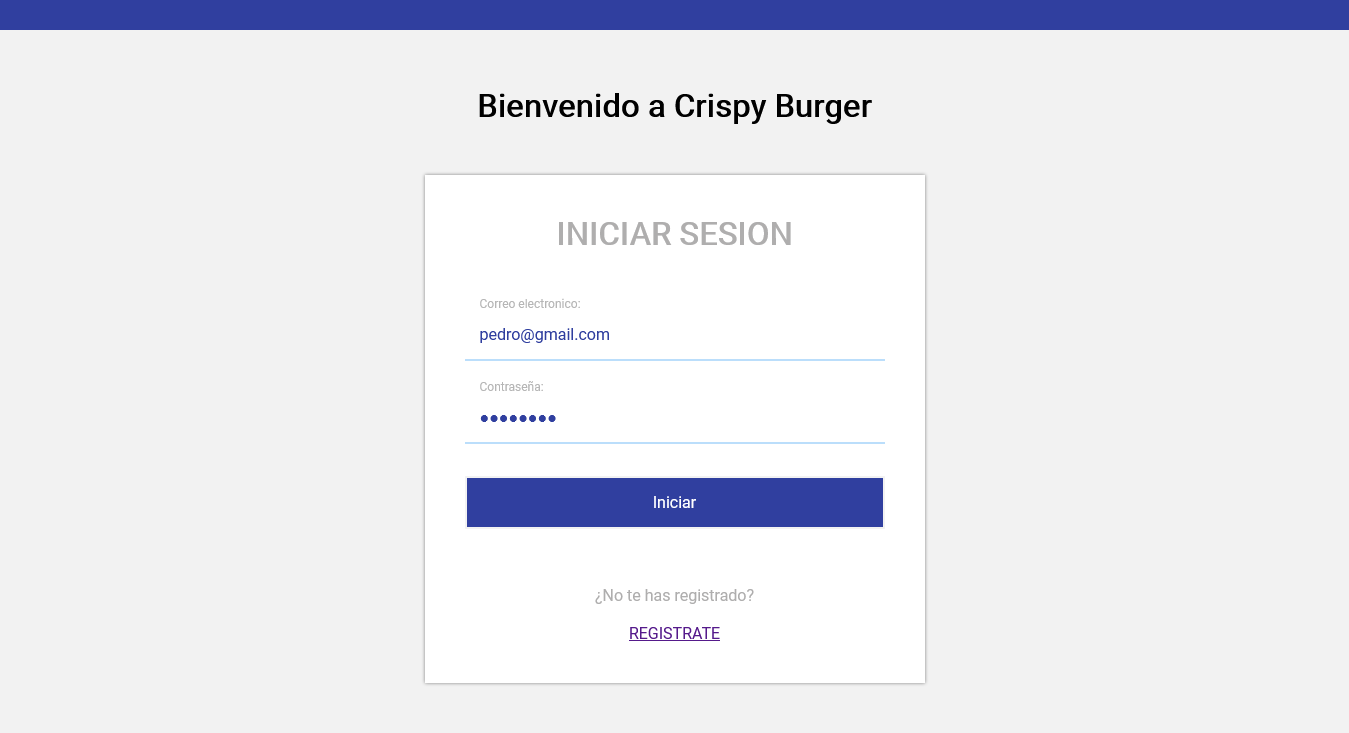 Bienvenido a Crispy Burger
INICIAR SESION
Correo electronico:
pedro@gmail.com
Contraseña:
••••••••
Iniciar
¿No te has registrado?
REGISTRATE